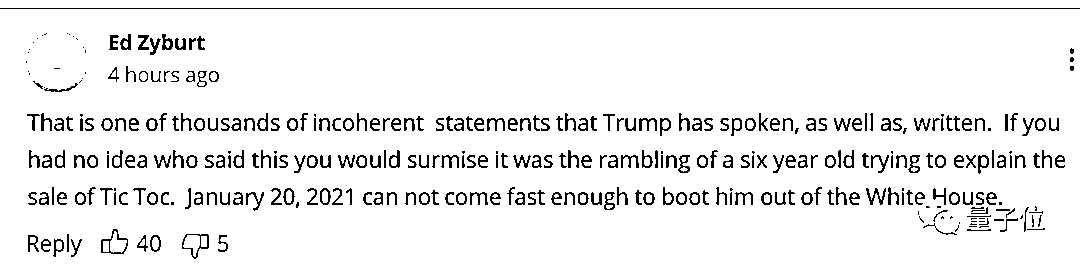 Ed Zyburt
4 hours ago
That is one of thousands of incoherent statements that Trump has spoken, as well as, written. If you
had no idea who said this you would surmise it was the rambling of a six year old trying to explain the
sale of Tic Toc. January 20, 2021 can not come fast enough to boot him out of the White House.
量子位
Reply 40 5